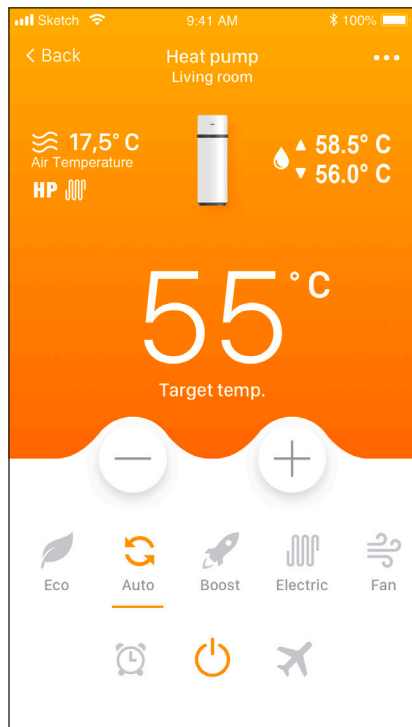 Sketch 9:41 AM 100%
Back
Heat pump
Living room
17,5° C
Air Temperature
HP
▲ 58.5° C
▼ 56.0° C
55°C
Target temp.
Eco Auto Boost Electric Fan